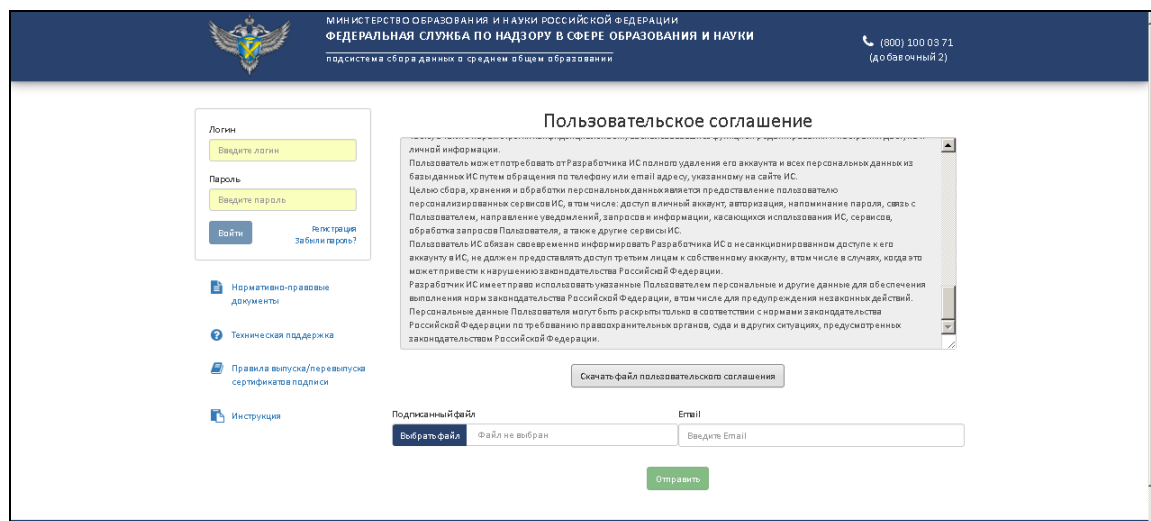 МИНИСТЕРСТВО ОБРАЗОВАНИЯ И НАУКИ РОССИЙСКОЙ ФЕДЕРАЦИИ
ФЕДЕРАЛЬНАЯ СЛУЖБА ПО НАДЗОРУ В СФЕРЕ ОБРАЗОВАНИЯ И НАУКИ
подсистема сбора данных о среднем общем образовании
(800) 100 03 71
(добавочный 2)
Логин
Введите логин
Пароль
Введите пароль
Войти
Регистрация
Забыли пароль?
Нормативно-правовые
документы
Техническая поддержка
Правила выпуска/перевыпуска
сертификатов подписи
Инструкция
Пользовательское соглашение
личной информации.
Пользователь может потребовать от Разработчика ИС полного удаления его аккаунта и всех персональных данных из
базы данных ИС путем обращения по телефону или email адресу, указанному на сайте ИС.
Целью сбора, хранения и обработки персональных данных является предоставление пользователю
персонализированных сервисов ИС, в том числе: доступ в личный аккаунт, авторизация, напоминание пароля, связь с
Пользователем, направление уведомлений, запросов и информации, касающихся использования ИС, сервисов,
обработка запросов Пользователя, а также другие сервисы ИС.
Пользователь ИС обязан своевременно информировать Разработчика ИС о несанкционированном доступе к его
аккаунту в ИС, не должен предоставлять доступ третьим лицам к собственному аккаунту, в том числе в случаях, когда это
может привести к нарушению законодательства Российской Федерации.
Разработчик ИС имеет право использовать указанные Пользователем персональные и другие данные для обеспечения
выполнения норм законодательства Российской Федерации, в том числе для предупреждения незаконных действий.
Персональные данные Пользователя могут быть раскрыты только в соответствии с нормами законодательства
Российской Федерации по требованию правоохранительных органов, суда и в других ситуациях, предусмотренных
законодательством Российской Федерации.
Скачать файл пользовательского соглашения
Подписанный файл
Выбрать файл
Файл не выбран
Email
Введите Email
Отправить